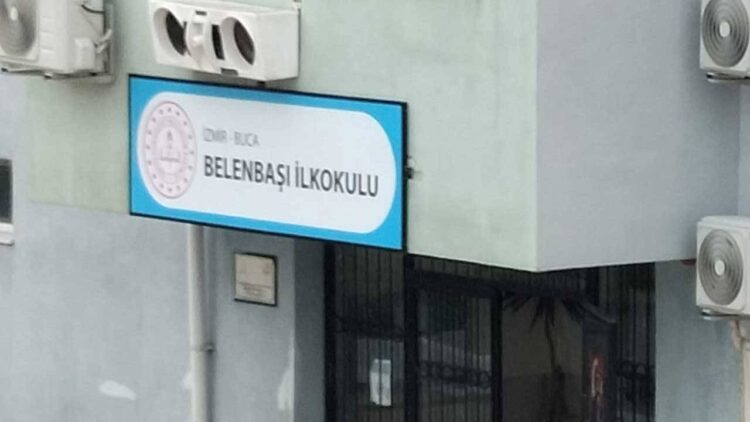 İZMİR - BUCA
BELENBAŞI İLKOKULU